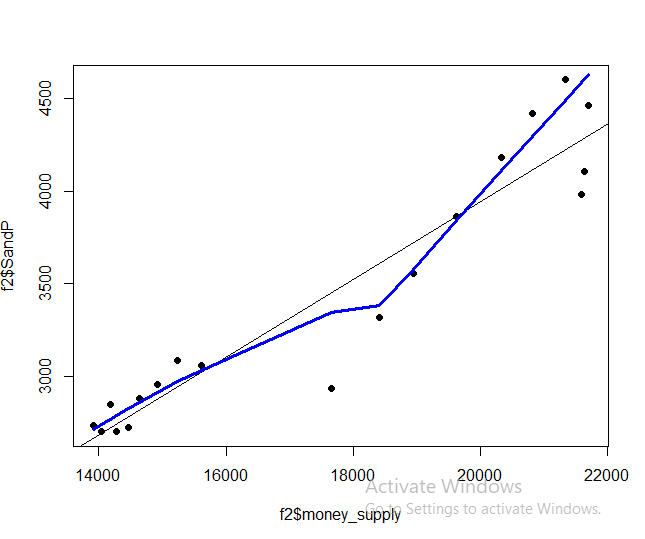 4500
4000
3500
3000
f2$SandP
14000 16000 18000 20000 22000
Activate Windows
f2$money_supply
Go to Settings to activate Windows.